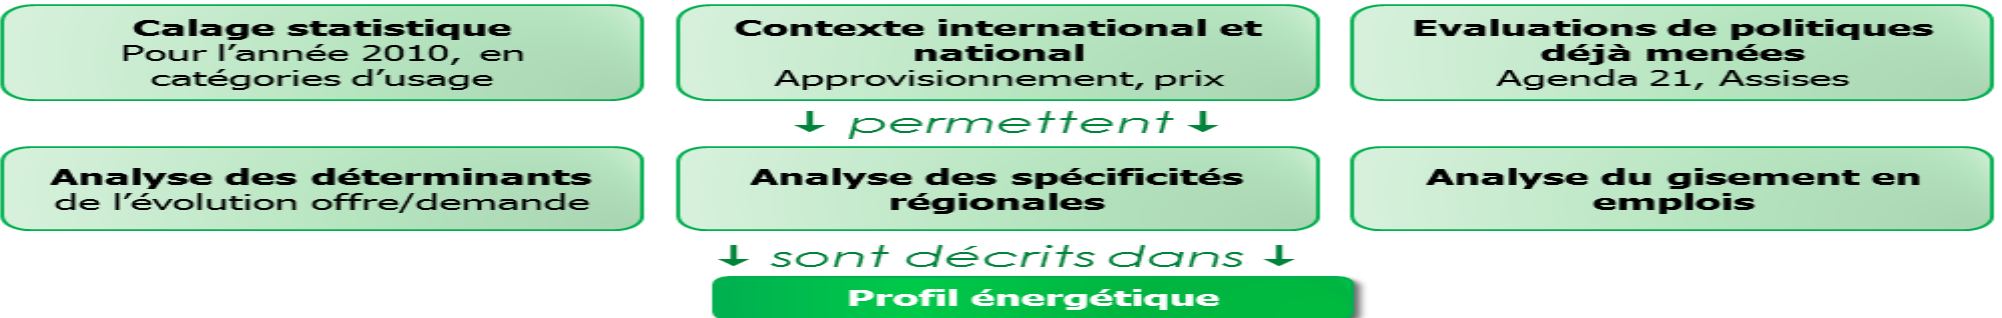 Calage statistique
Pour l'année 2010, en
catégories d'usage
Contexte international et
national
Approvisionnement, prix
Evaluations de politiques
déjà menées
Agenda 21, Assises
↓ permettent ↓
Analyse des déterminants
de l'évolution offre/demande
Analyse des spécificités
régionales
Analyse du gisement en
emplois
↓ sont décrits dans ↓
Profil énergétique